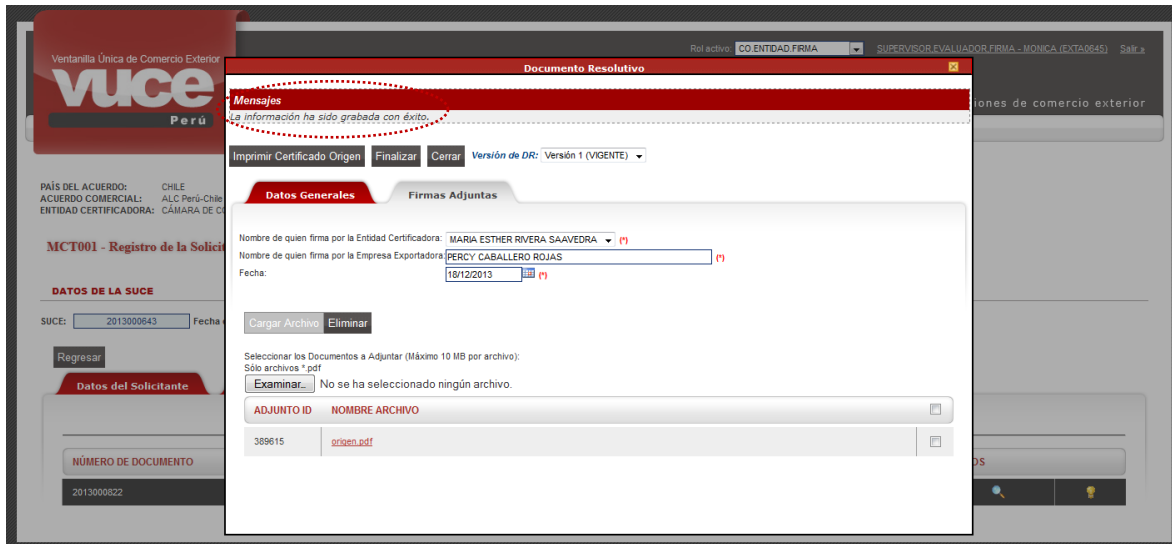 Ventanilla Única de Comercio Exterior
vuce
Perú
Rol activo: CO.ENTIDAD.FIRMA
SUPERVISOR.EVALUADOR.FIRMA - MONICA (EXTA0645) Salir »
iones de comercio exterior
Documento Resolutivo
Mensajes
La información ha sido grabada con éxito.
Imprimir Certificado Origen Finalizar Cerrar Versión de DR: Versión 1 (VIGENTE)
PAÍS DEL ACUERDO: CHILE
ACUERDO COMERCIAL: ALC Perú-Chile
ENTIDAD CERTIFICADORA: CÁMARA DE CO
Datos Generales Firmas Adjuntas
MCT001 - Registro de la Solicit
Nombre de quien firma por la Entidad Certificadora: MARIA ESTHER RIVERA SAAVEDRA (*)
Nombre de quien firma por la Empresa Exportadora: PERCY CABALLERO ROJAS (*)
Fecha: 18/12/2013 (*)
DATOS DE LA SUCE
SUCE: 2013000643 Fecha
Cargar Archivo Eliminar
Regresar
Seleccionar los Documentos a Adjuntar (Máximo 10 MB por archivo):
Sólo archivos *.pdf
Examinar... No se ha seleccionado ningún archivo.
Datos del Solicitante
ADJUNTO ID NOMBRE ARCHIVO
389615 origen.pdf
NÚMERO DE DOCUMENTO
OS
2013000822